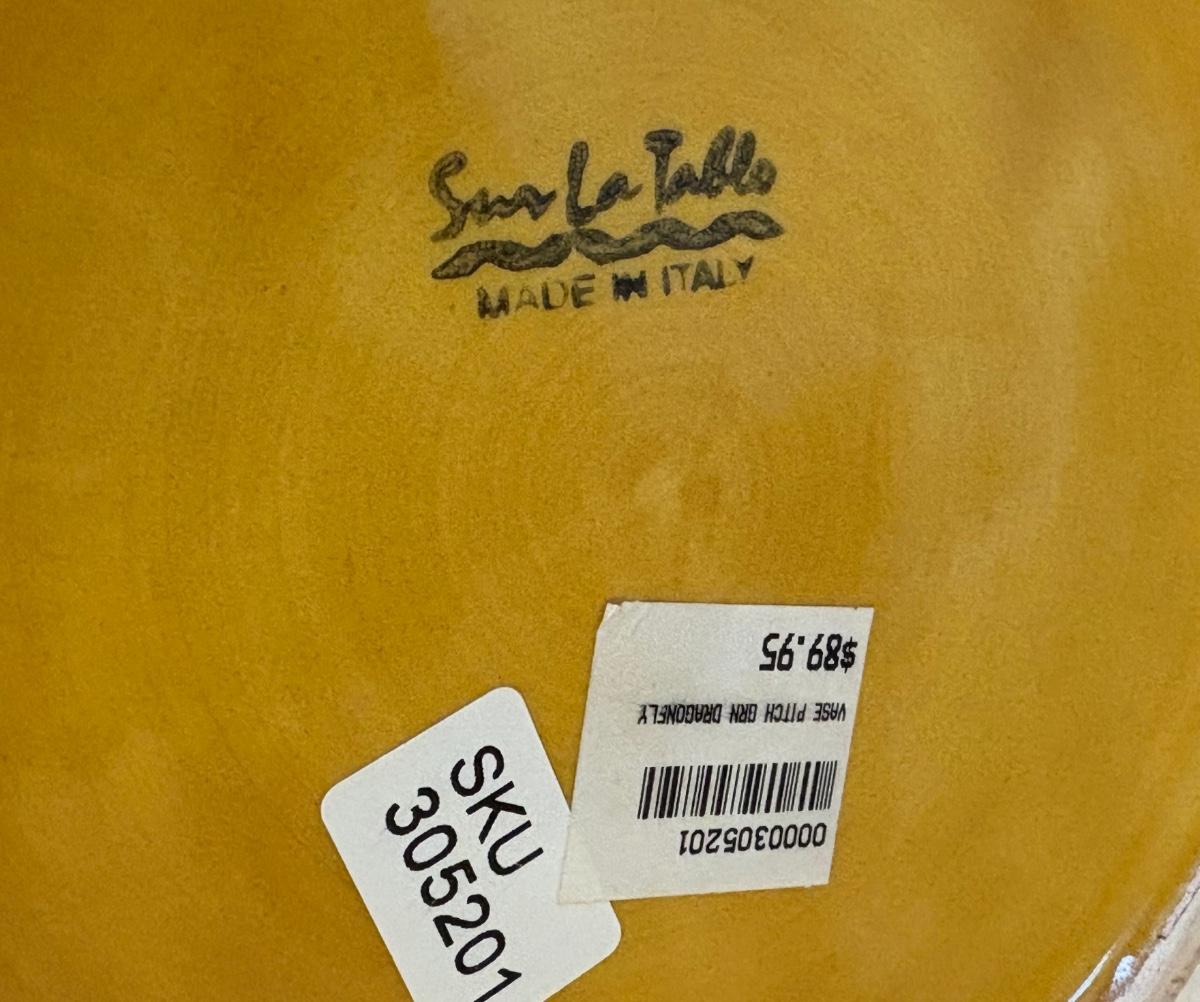 Sur La Table
MADE IN ITALY
$89.95
VASE PITCH GRN DRAGONFLY
0000305201
SKU
305201